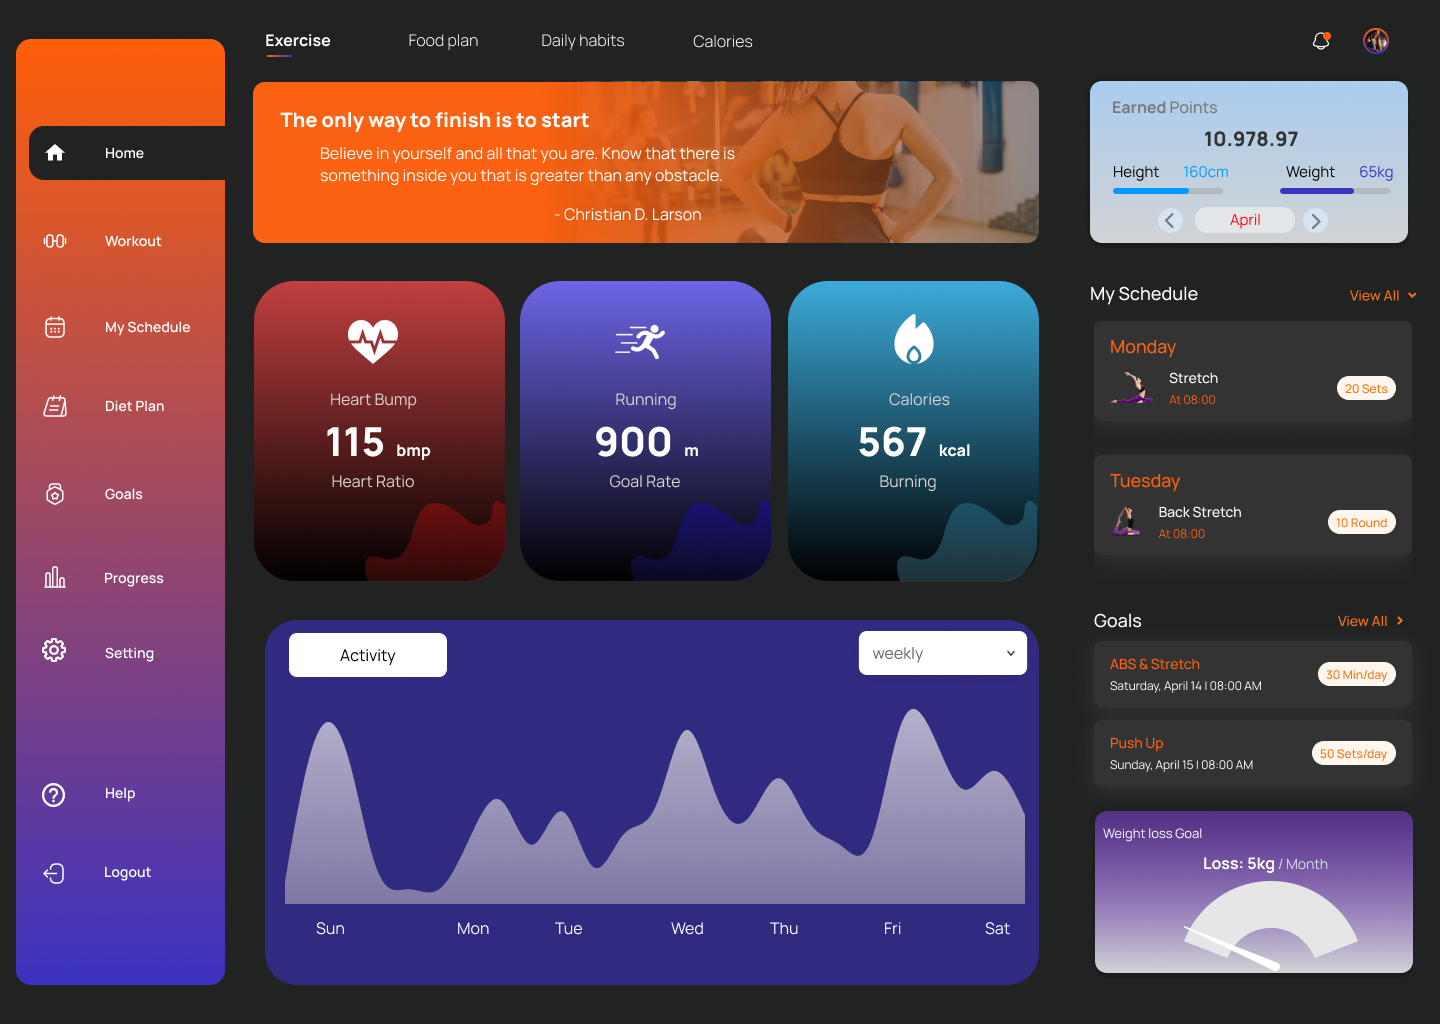 Exercise
Food plan
Daily habits
Calories
Home
Workout
My Schedule
Diet Plan
Goals
Progress
Setting
Help
Logout
The only way to finish is to start
Believe in yourself and all that you are. Know that there is
something inside you that is greater than any obstacle.
- Christian D. Larson
Earned Points
10.978.97
Height 160cm
Weight 65kg
April
Heart Bump
115 bmp
Heart Ratio
Running
900 m
Goal Rate
Calories
567 kcal
Burning
My Schedule
View All
Monday
Stretch
At 08:00
20 Sets
Tuesday
Back Stretch
At 08:00
10 Round
Activity
weekly
Sun Mon Tue Wed Thu Fri Sat
Goals
View All
ABS & Stretch
Saturday, April 14 | 08:00 AM
30 Min/day
Push Up
Sunday, April 15 | 08:00 AM
50 Sets/day
Weight loss Goal
Loss: 5kg / Month